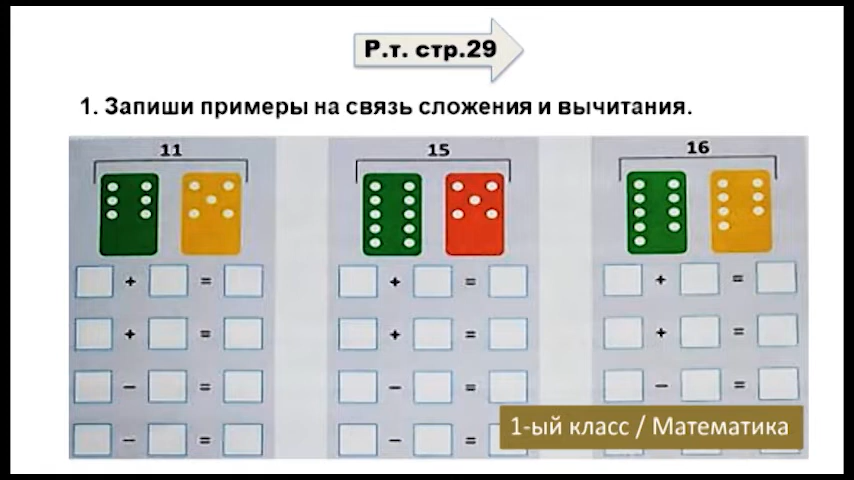 Р.т. стр.29
1. Запиши примеры на связь сложения и вычитания.
11 15 16
+ = + = + =
+ = + = + =
− = − = − =
− = − =
1-ый класс / Математика